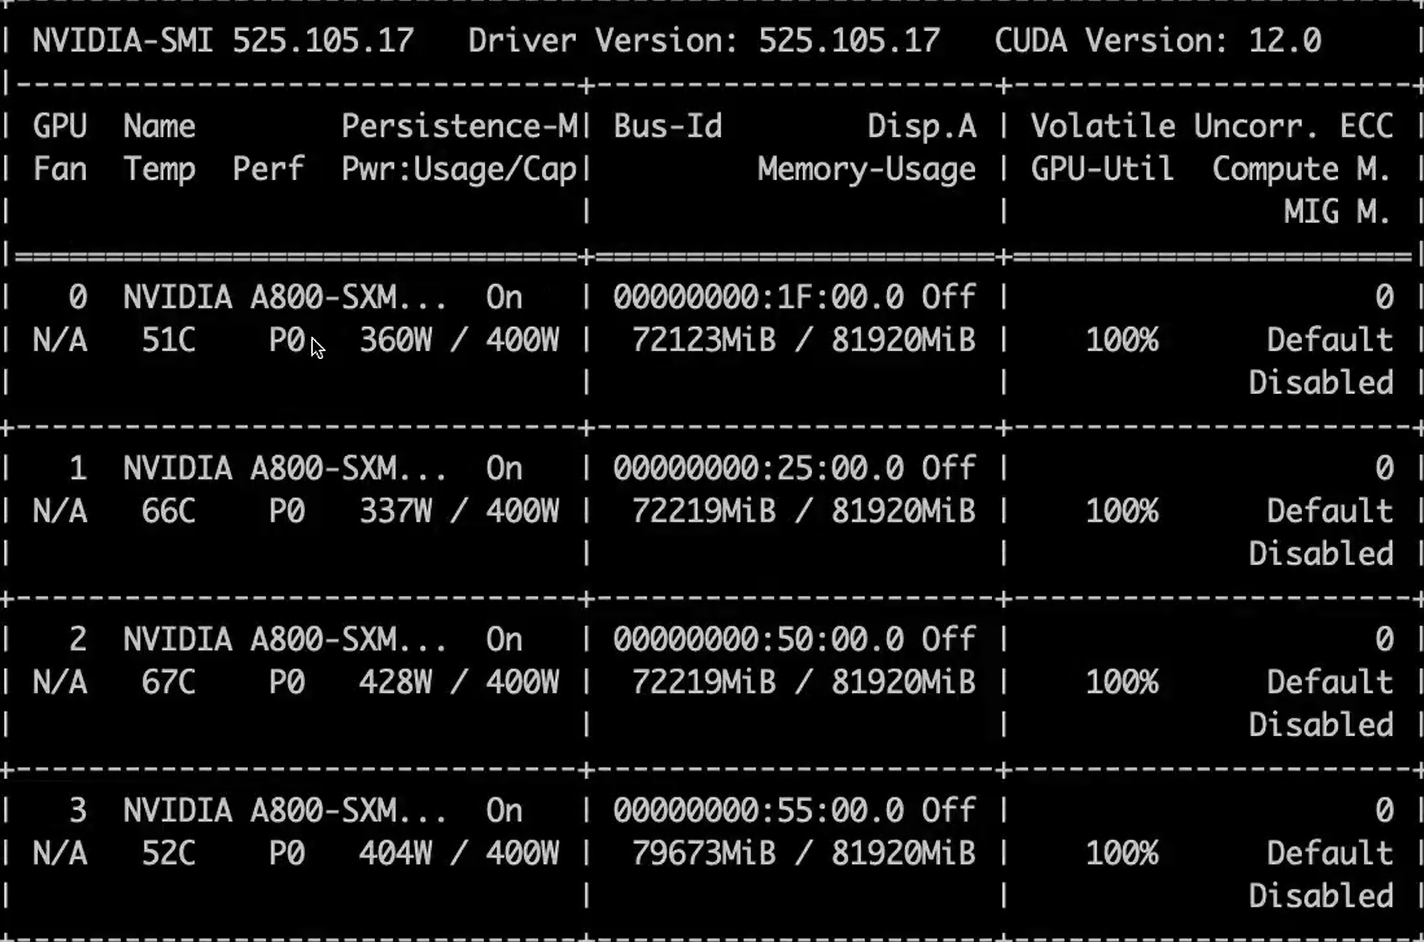 +-----------------------------------------------------------------------------+
| NVIDIA-SMI 525.105.17   Driver Version: 525.105.17   CUDA Version: 12.0     |
|-------------------------------+----------------------+----------------------+
| GPU  Name        Persistence-M| Bus-Id        Disp.A | Volatile Uncorr. ECC |
| Fan  Temp  Perf  Pwr:Usage/Cap|         Memory-Usage | GPU-Util  Compute M. |
|                               |                      |               MIG M. |
|===============================+======================+======================|
|   0  NVIDIA A800-SXM...  On   | 00000000:1F:00.0 Off |                    0 |
| N/A   51C    P0   360W / 400W |  72123MiB / 81920MiB |    100%      Default |
|                               |                      |             Disabled |
+-------------------------------+----------------------+----------------------+
|   1  NVIDIA A800-SXM...  On   | 00000000:25:00.0 Off |                    0 |
| N/A   66C    P0   337W / 400W |  72219MiB / 81920MiB |    100%      Default |
|                               |                      |             Disabled |
+-------------------------------+----------------------+----------------------+
|   2  NVIDIA A800-SXM...  On   | 00000000:50:00.0 Off |                    0 |
| N/A   67C    P0   428W / 400W |  72219MiB / 81920MiB |    100%      Default |
|                               |                      |             Disabled |
+-------------------------------+----------------------+----------------------+
|   3  NVIDIA A800-SXM...  On   | 00000000:55:00.0 Off |                    0 |
| N/A   52C    P0   404W / 400W |  79673MiB / 81920MiB |    100%      Default |
|                               |                      |             Disabled |
+-------------------------------+----------------------+----------------------+